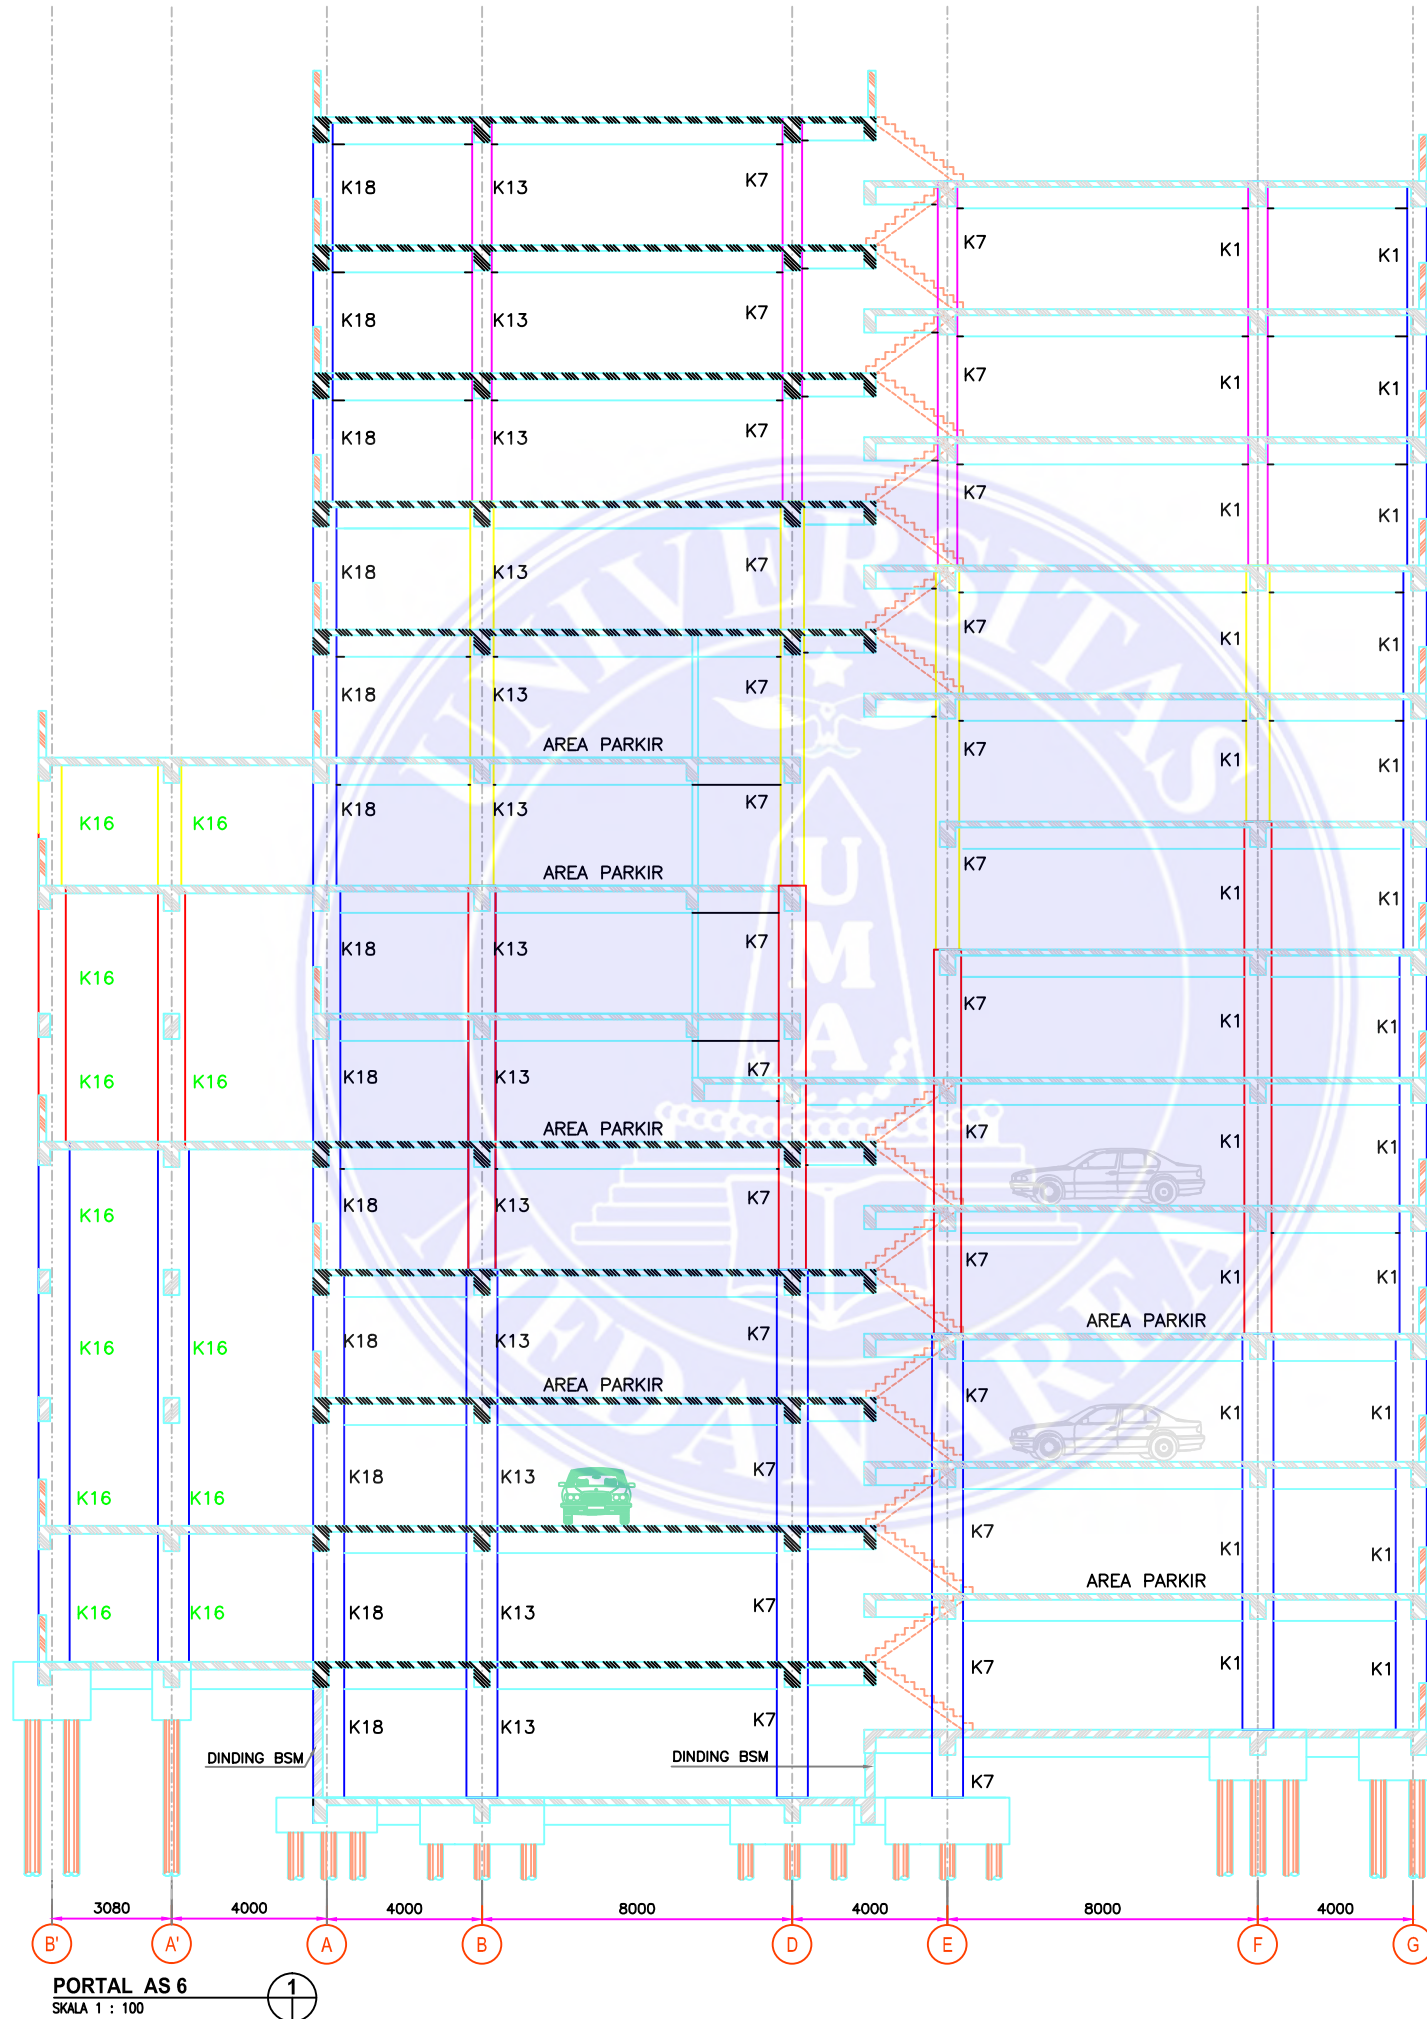 K18 K13 K7
K7 K1 K1
K18 K13 K7
K7 K1 K1
K18 K13 K7
K7 K1 K1
K18 K13 K7
K7 K1 K1
K18 K13 K7
AREA PARKIR
K7 K1 K1
K16 K16 K18 K13 K7
AREA PARKIR
K7 K1 K1
K16 K18 K13 K7
K7 K1 K1
K16 K16 K18 K13 K7
AREA PARKIR
K7 K1 K1
K16 K18 K13 K7
K7 K1 K1
AREA PARKIR
K16 K16 K18 K13 K7
AREA PARKIR
K7 K1 K1
K16 K16 K18 K13 K7
K7 K1 K1
AREA PARKIR
K16 K16 K18 K13 K7
K7 K1 K1
K18 K13 K7
DINDING BSM DINDING BSM
K7
3080 4000 4000 8000 4000 8000 4000
B' A' A B D E F G
PORTAL AS 6 1
SKALA 1 : 100
UNIVERSITAS
UMA
MEDAN AREA